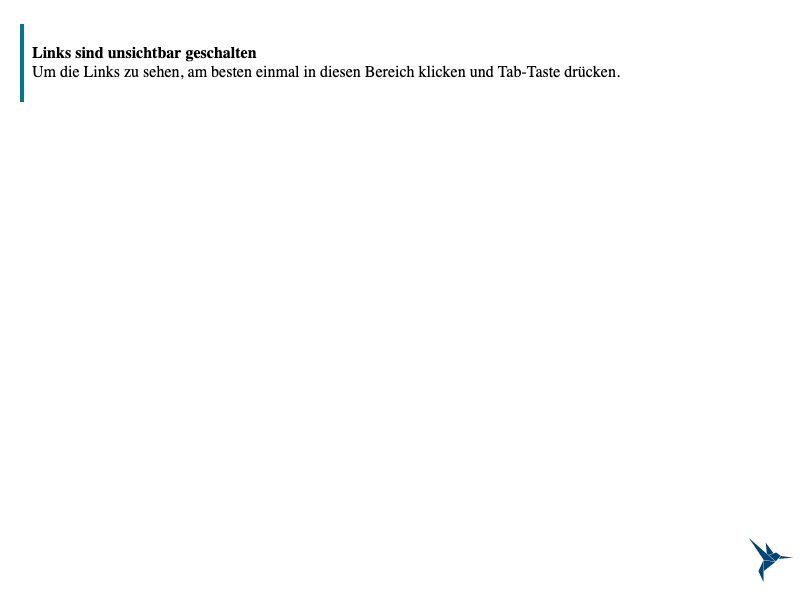 Links sind unsichtbar geschalten
Um die Links zu sehen, am besten einmal in diesen Bereich klicken und Tab-Taste drücken.